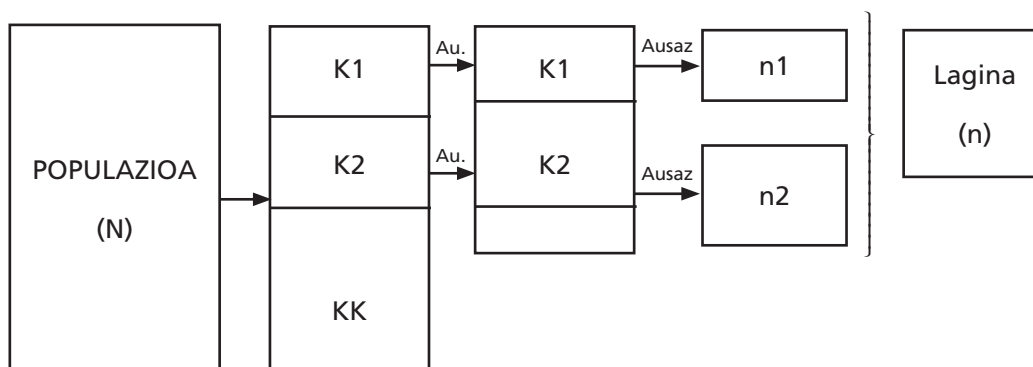 POPULAZIOA
(N)
K1
K2
KK
Au.
Au.
K1
K2
Ausaz
Ausaz
n1
n2
Lagina
(n)